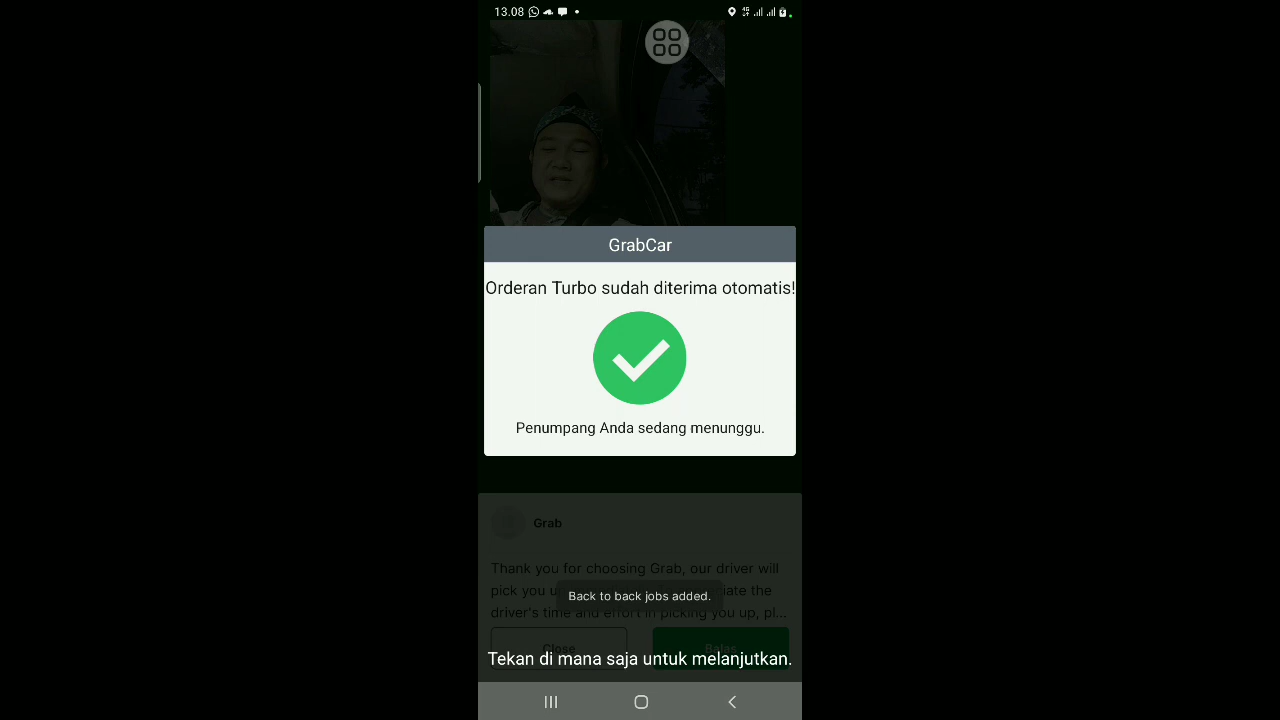 13.08
GrabCar
Orderan Turbo sudah diterima otomatis!
Penumpang Anda sedang menunggu.
Grab
Thank you for choosing Grab, our driver will
pick you
iate the
Back to back jobs added.
driver's time and effort in picking you up, pl...
Close
Balas
Tekan di mana saja untuk melanjutkan.